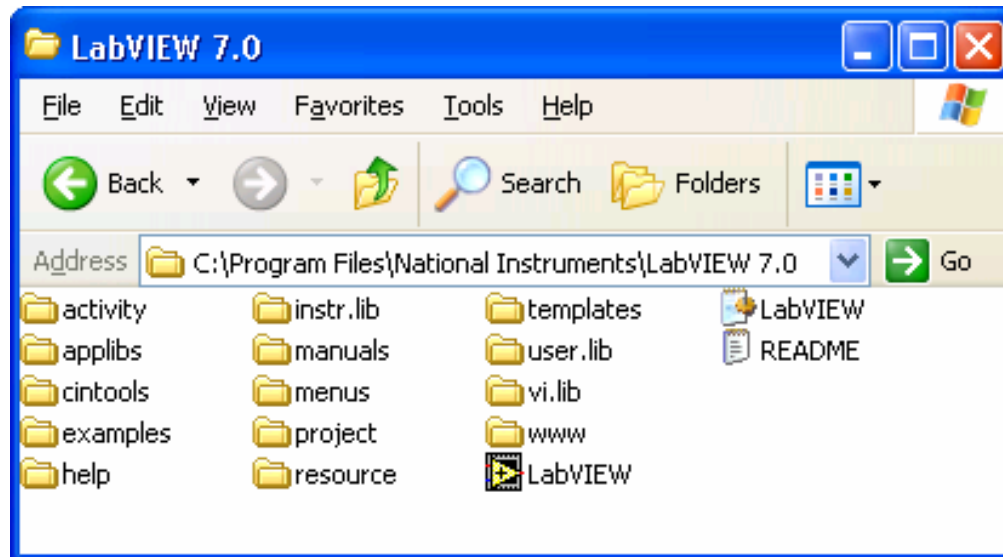 LabVIEW 7.0
File Edit View Favorites Tools Help
Back Search Folders
Address C:\Program Files\National Instruments\LabVIEW 7.0 Go
activity instr.lib templates LabVIEW
applibs manuals user.lib README
cintools menus vi.lib
examples project www
help resource LabVIEW